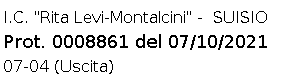 I.C. "Rita Levi-Montalcini" - SUISIO
Prot. 0008861 del 07/10/2021
07-04 (Uscita)